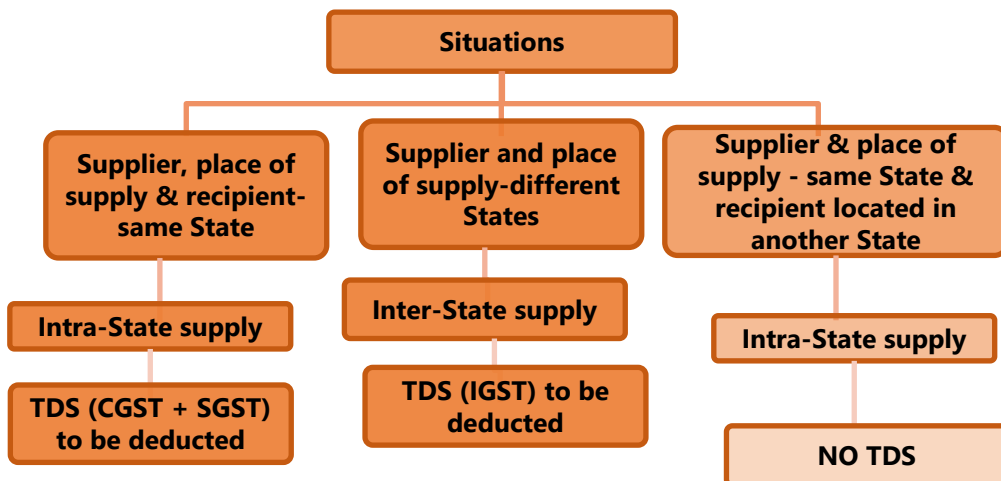 Situations
Supplier, place of
supply & recipient-
same State
Intra-State supply
TDS (CGST + SGST)
to be deducted
Supplier and place
of supply-different
States
Inter-State supply
TDS (IGST) to be
deducted
Supplier & place of
supply - same State &
recipient located in
another State
Intra-State supply
NO TDS